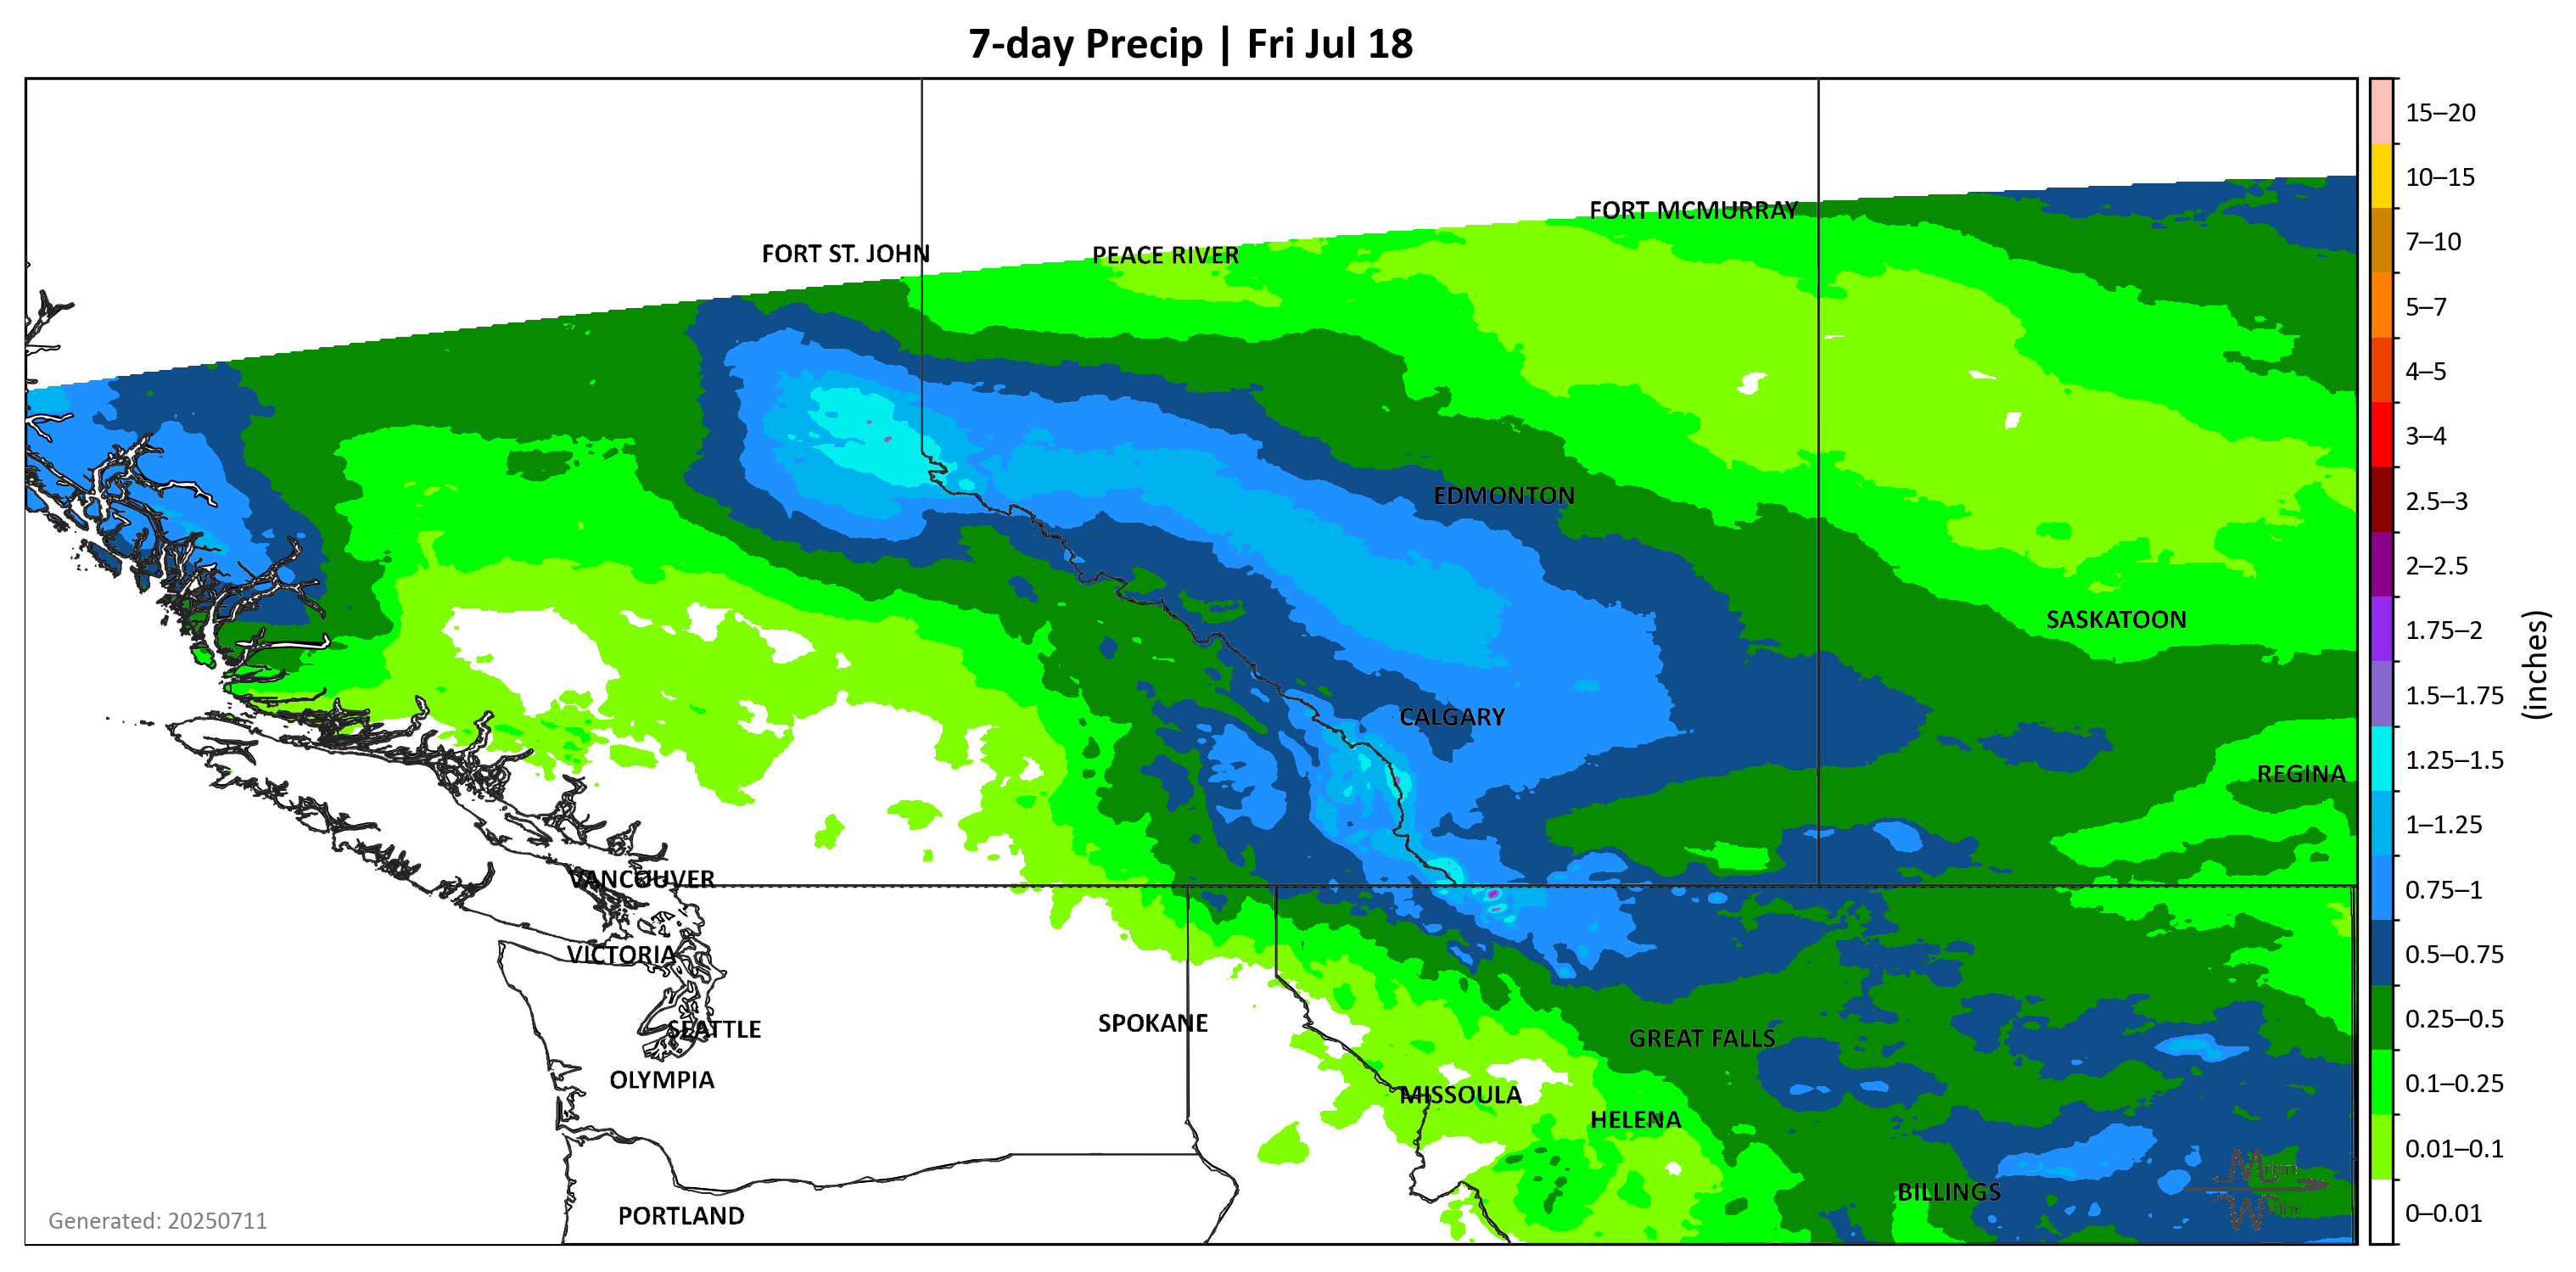 7-day Precip | Fri Jul 18
15–20
10–15
7–10
5–7
4–5
3–4
2.5–3
2–2.5
1.75–2
1.5–1.75
1.25–1.5
1–1.25
0.75–1
0.5–0.75
0.25–0.5
0.1–0.25
0.01–0.1
0–0.01
(inches)
FORT MCMURRAY
FORT ST. JOHN
PEACE RIVER
EDMONTON
SASKATOON
CALGARY
REGINA
VANCOUVER
VICTORIA
SPOKANE
SEATTLE
GREAT FALLS
OLYMPIA
MISSOULA
HELENA
BILLINGS
PORTLAND
Generated: 20250711